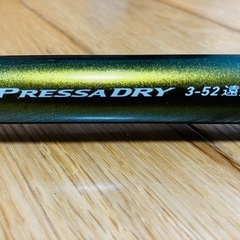 PRESSA DRY 3-52 遠